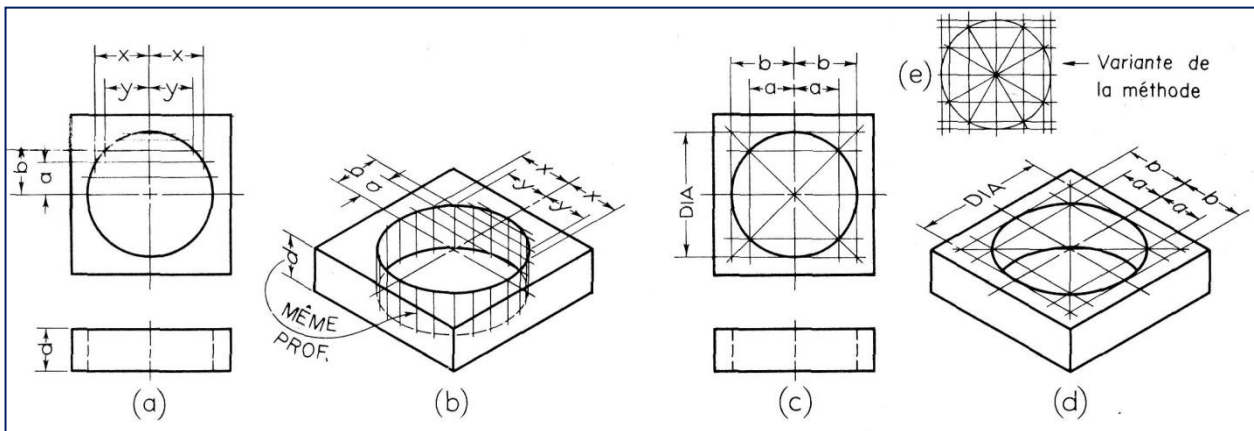 x x
y y
b
a
d
(a)
b
a
x
x
y
y
d
MÊME
PROF.
(b)
b b
a a
DIA
(c)
(e)
Variante de
la méthode
DIA
b
b
a
a
(d)